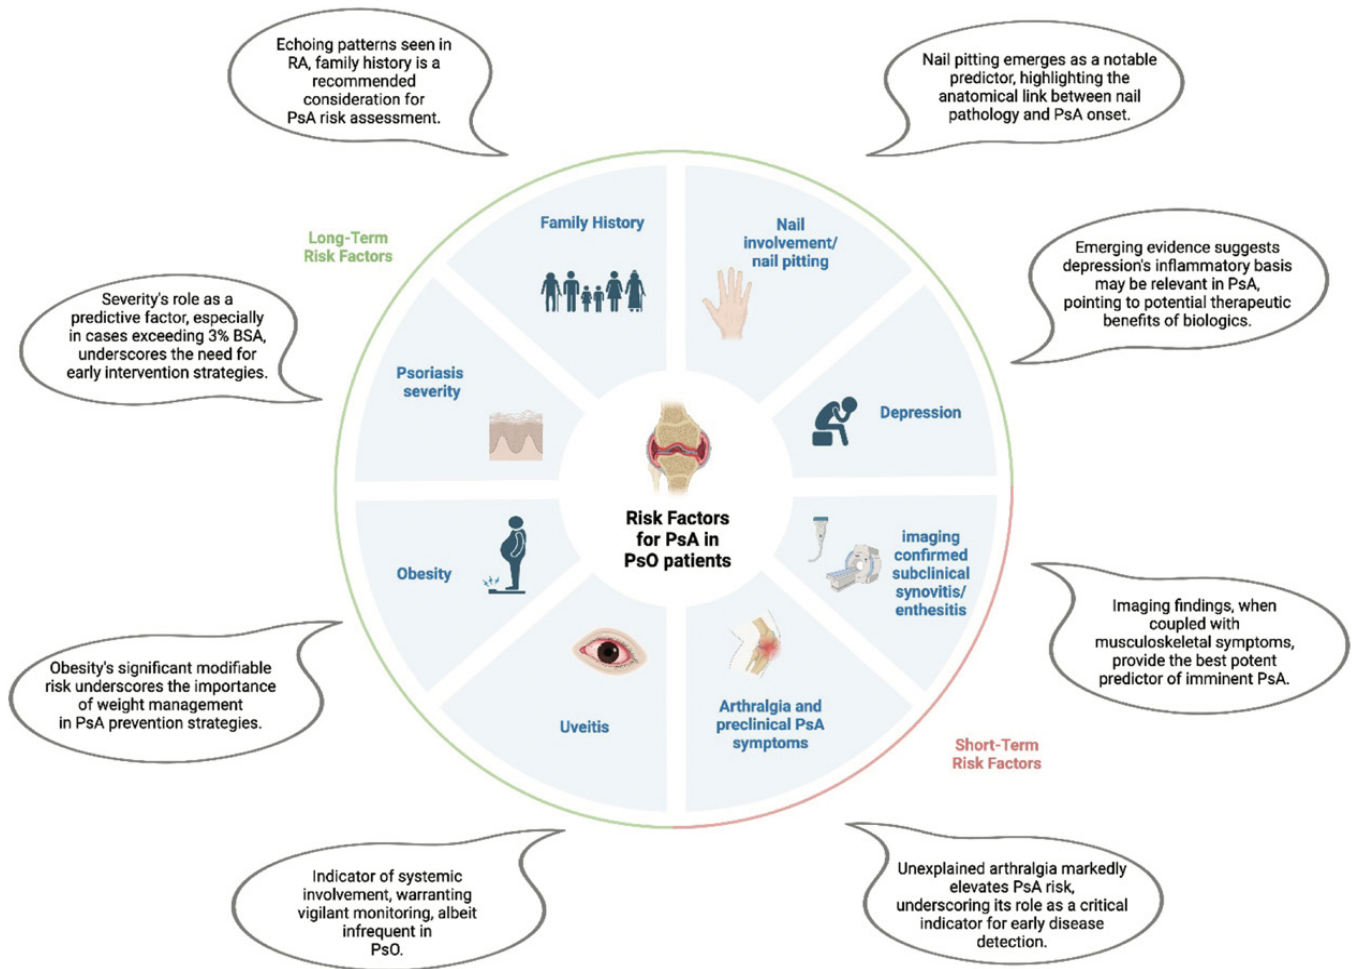 Echoing patterns seen in
RA, family history is a
recommended
consideration for
PsA risk assessment.
Nail pitting emerges as a notable
predictor, highlighting the
anatomical link between nail
pathology and PsA onset.
Long-Term
Risk Factors
Family History
Nail
involvement/
nail pitting
Emerging evidence suggests
depression's inflammatory basis
may be relevant in PsA,
pointing to potential therapeutic
benefits of biologics.
Severity's role as a
predictive factor, especially
in cases exceeding 3% BSA,
underscores the need for
early intervention strategies.
Psoriasis
severity
Depression
Risk Factors
for PsA in
PsO patients
Obesity
imaging
confirmed
subclinical
synovitis/
enthesitis
Imaging findings, when
coupled with
musculoskeletal symptoms,
provide the best potent
predictor of imminent PsA.
Obesity's significant modifiable
risk underscores the importance
of weight management
in PsA prevention strategies.
Uveitis
Arthralgia and
preclinical PsA
symptoms
Short-Term
Risk Factors
Indicator of systemic
involvement, warranting
vigilant monitoring, albeit
infrequent in
PsO.
Unexplained arthralgia markedly
elevates PsA risk,
underscoring its role as a critical
indicator for early disease
detection.